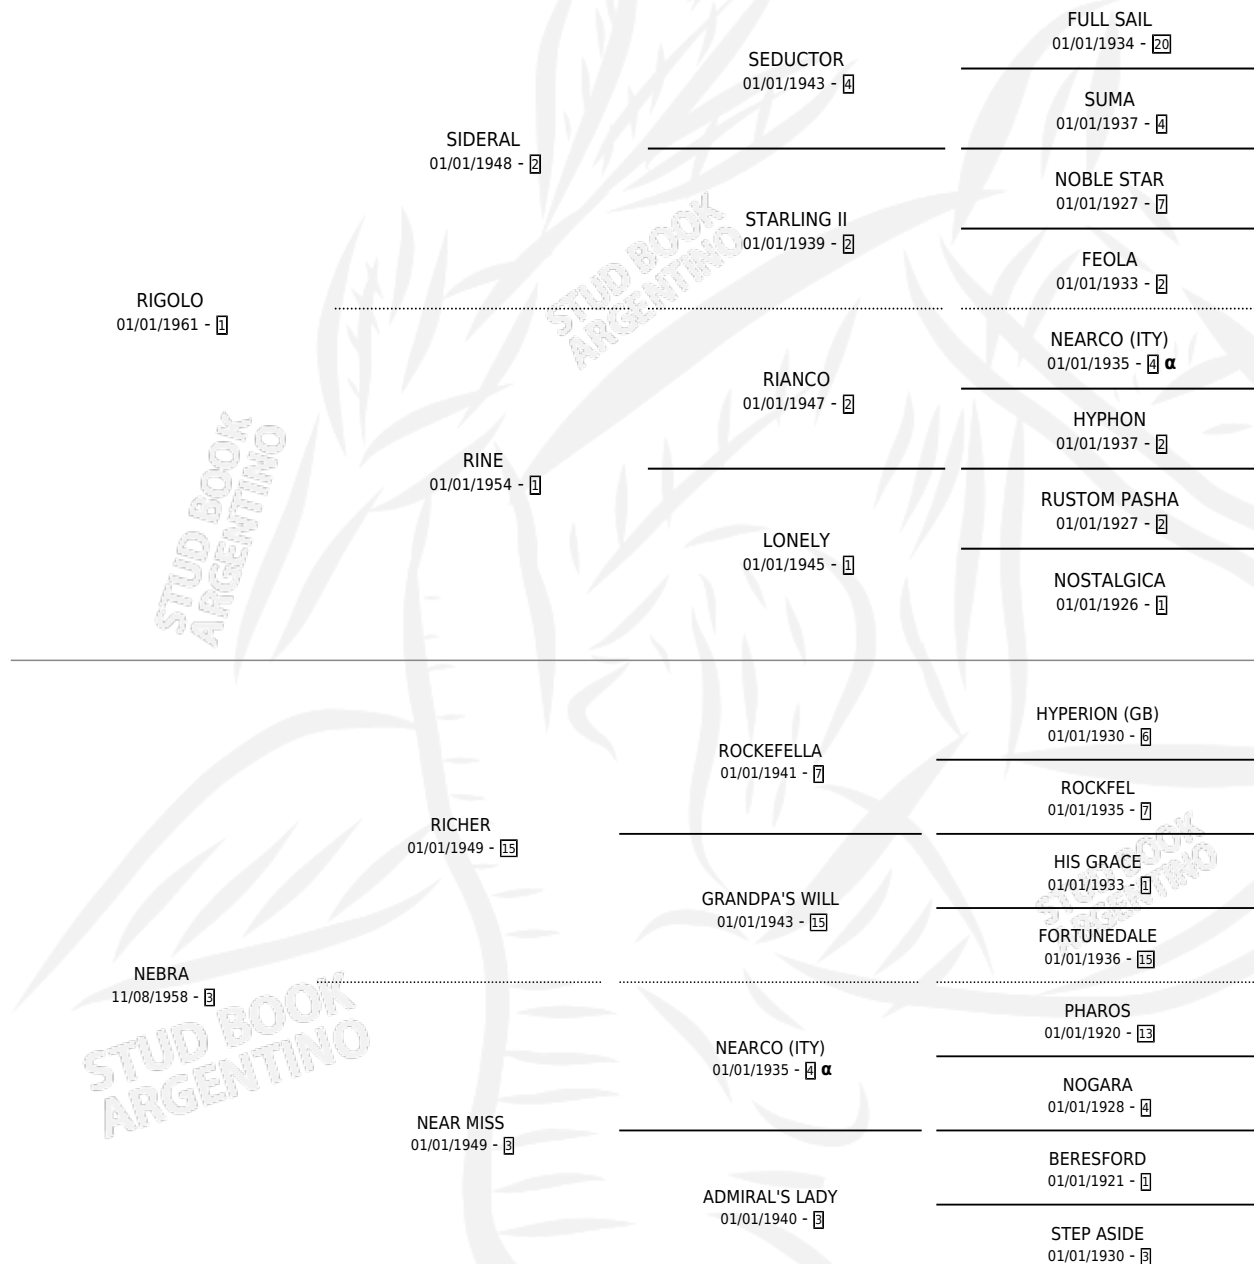 FULL SAIL
01/01/1934 - 20
SEDUCTOR
01/01/1943 - 4
SUMA
01/01/1937 - 4
SIDERAL
01/01/1948 - 2
NOBLE STAR
01/01/1927 - 7
STARLING II
01/01/1939 - 2
FEOLA
01/01/1933 - 2
STUD BOOK
ARGENTINO
RIGOLO
01/01/1961 - 1
NEARCO (ITY)
01/01/1935 - 4 α
RIANCO
01/01/1947 - 2
HYPHON
01/01/1937 - 2
RINE
01/01/1954 - 1
RUSTOM PASHA
01/01/1927 - 2
LONELY
01/01/1945 - 1
NOSTALGICA
01/01/1926 - 1
STUD BOOK
ARGENTINO
HYPERION (GB)
01/01/1930 - 6
ROCKEFELLA
01/01/1941 - 7
ROCKFEL
01/01/1935 - 7
RICHER
01/01/1949 - 15
HIS GRACE
01/01/1933 - 1
GRANDPA'S WILL
01/01/1943 - 15
FORTUNEDALE
01/01/1936 - 15
STUD BOOK
ARGENTINO
NEBRA
11/08/1958 - 3
PHAROS
01/01/1920 - 13
NEARCO (ITY)
01/01/1935 - 4 α
NOGARA
01/01/1928 - 4
STUD BOOK
ARGENTINO
NEAR MISS
01/01/1949 - 3
BERESFORD
01/01/1921 - 1
ADMIRAL'S LADY
01/01/1940 - 3
STEP ASIDE
01/01/1930 - 3